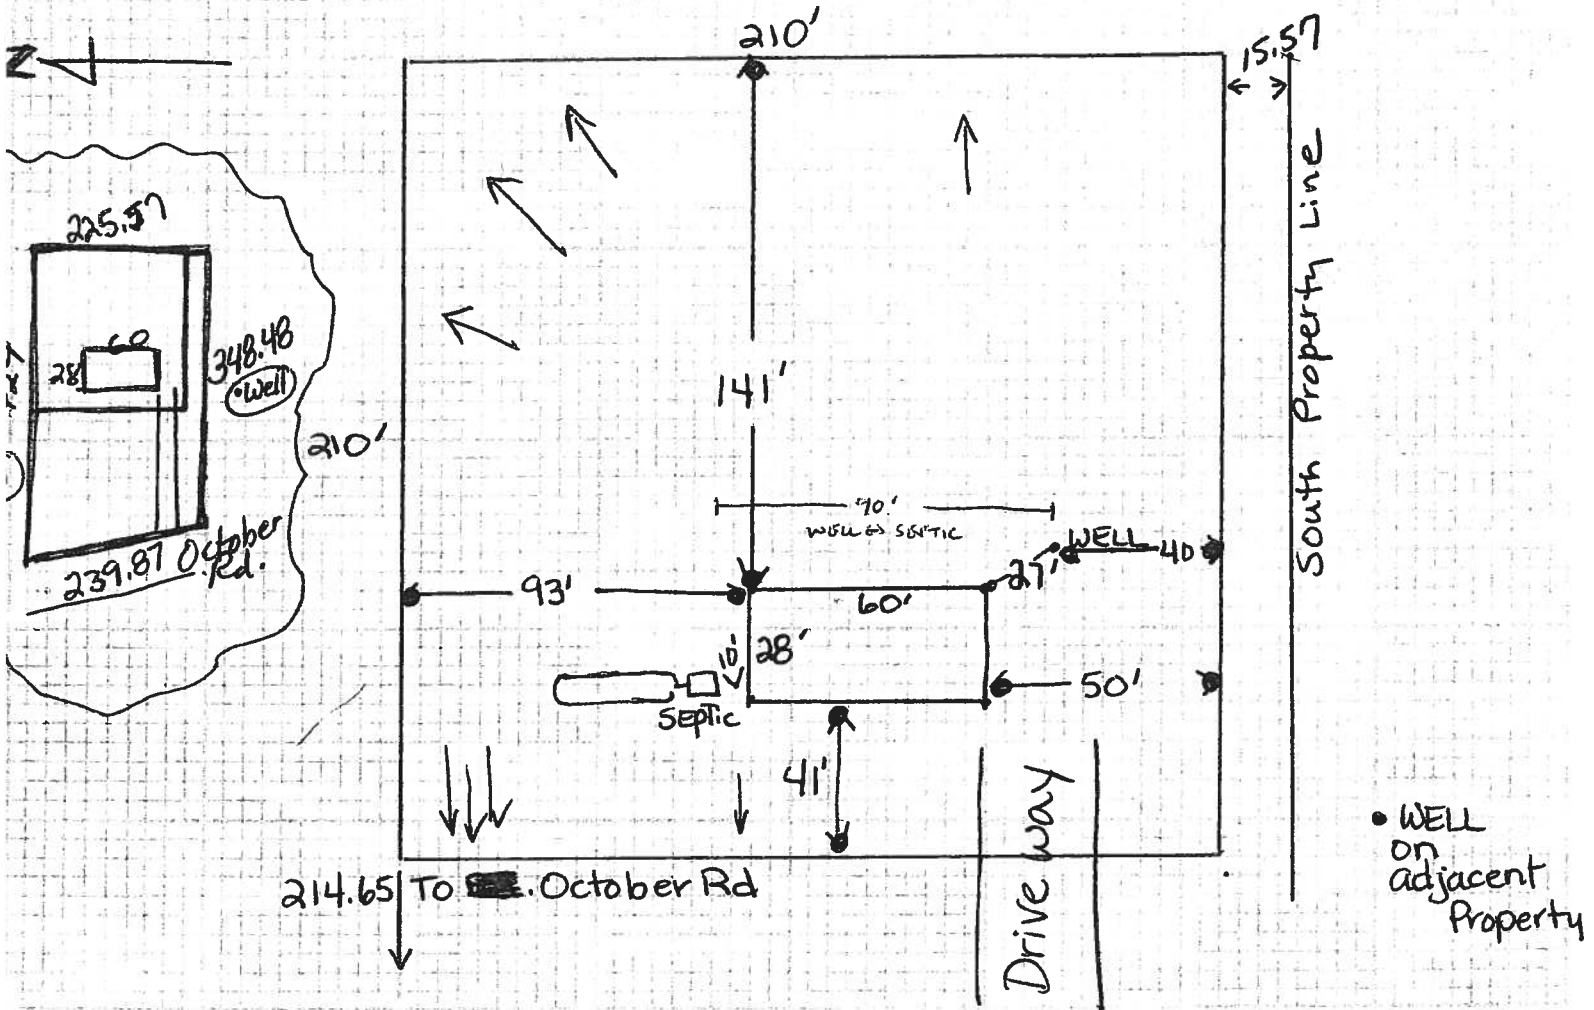 210'
15.57
N
South Property Line
225.57
60
28
348.48
•Well
210'
239.87 October
Rd.
141'
WELL ↔ SEPTIC
WELL 40
27'
93'
60'
28'
10'
50'
SEPTIC
41'
Drive way
214.65 To
October Rd
• WELL
on
adjacent
Property